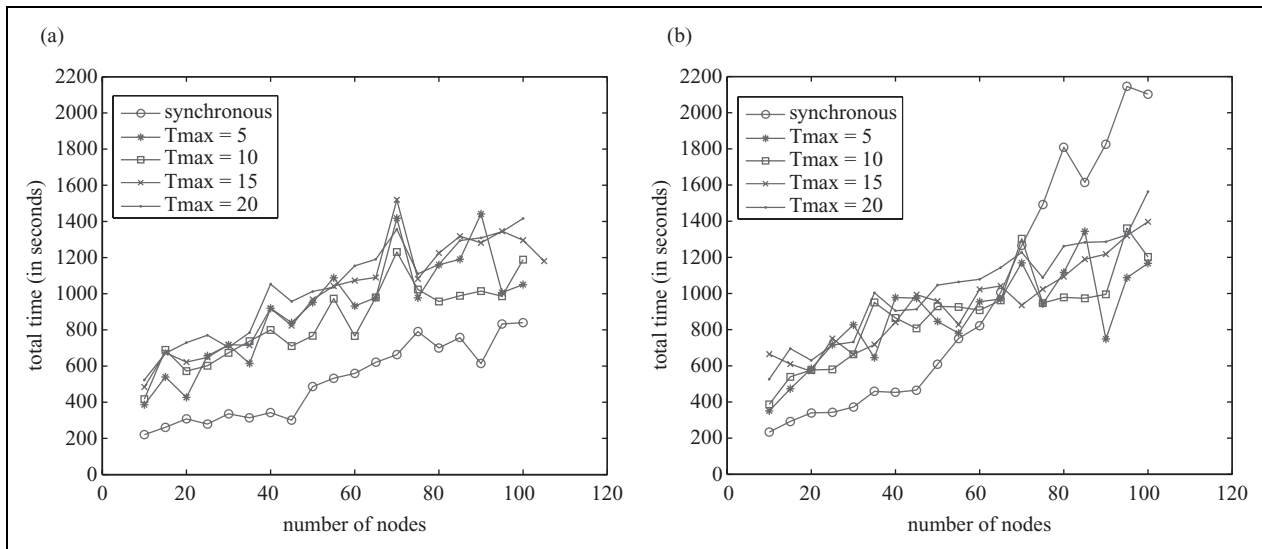 (a)
2200
2000
1800
1600
1400
1200
1000
800
600
400
200
0
total time (in seconds)
synchronous
Tmax = 5
Tmax = 10
Tmax = 15
Tmax = 20
0 20 40 60 80 100 120
number of nodes
(b)
2200
2000
1800
1600
1400
1200
1000
800
600
400
200
0
total time (in seconds)
synchronous
Tmax = 5
Tmax = 10
Tmax = 15
Tmax = 20
0 20 40 60 80 100 120
number of nodes